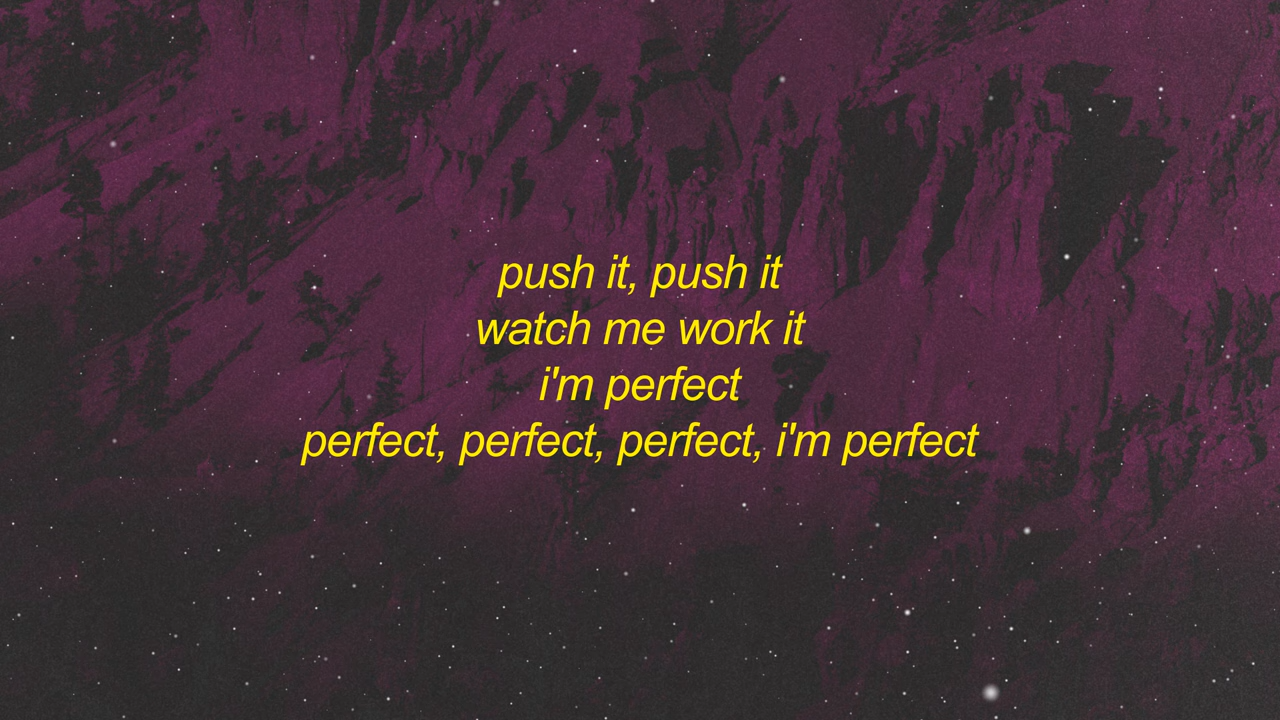 push it, push it
watch me work it
i'm perfect
perfect, perfect, perfect, i'm perfect